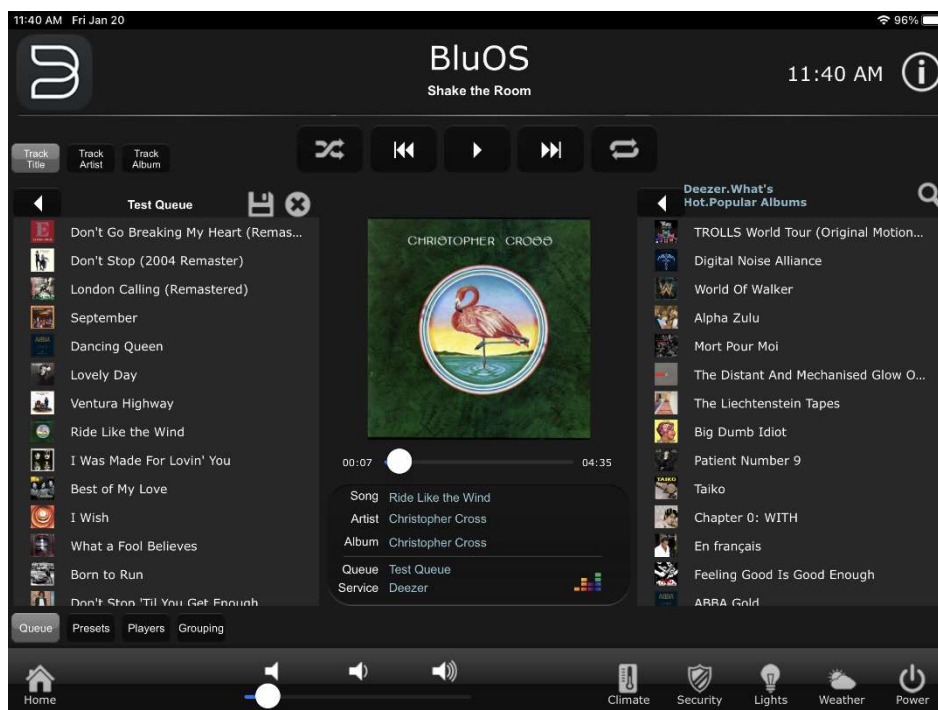 11:40 AM Fri Jan 20
96%
BluOS
Shake the Room
11:40 AM
Track
Title
Track
Artist
Track
Album
Test Queue
Don't Go Breaking My Heart (Remas...
Don't Stop (2004 Remaster)
London Calling (Remastered)
September
Dancing Queen
Lovely Day
Ventura Highway
Ride Like the Wind
I Was Made For Lovin' You
Best of My Love
I Wish
What a Fool Believes
Born to Run
Don't Stop 'Til You Get Enough
CHRISTOPHER CROSS
00:07
04:35
Song Ride Like the Wind
Artist Christopher Cross
Album Christopher Cross
Queue Test Queue
Service Deezer
Deezer.What's
Hot.Popular Albums
TROLLS World Tour (Original Motion...
Digital Noise Alliance
World Of Walker
Alpha Zulu
Mort Pour Moi
The Distant And Mechanised Glow O...
The Liechtenstein Tapes
Big Dumb Idiot
Patient Number 9
Taiko
Chapter 0: WITH
En français
Feeling Good Is Good Enough
ABBA Gold
Queue
Presets
Players
Grouping
Home
Climate
Security
Lights
Weather
Power